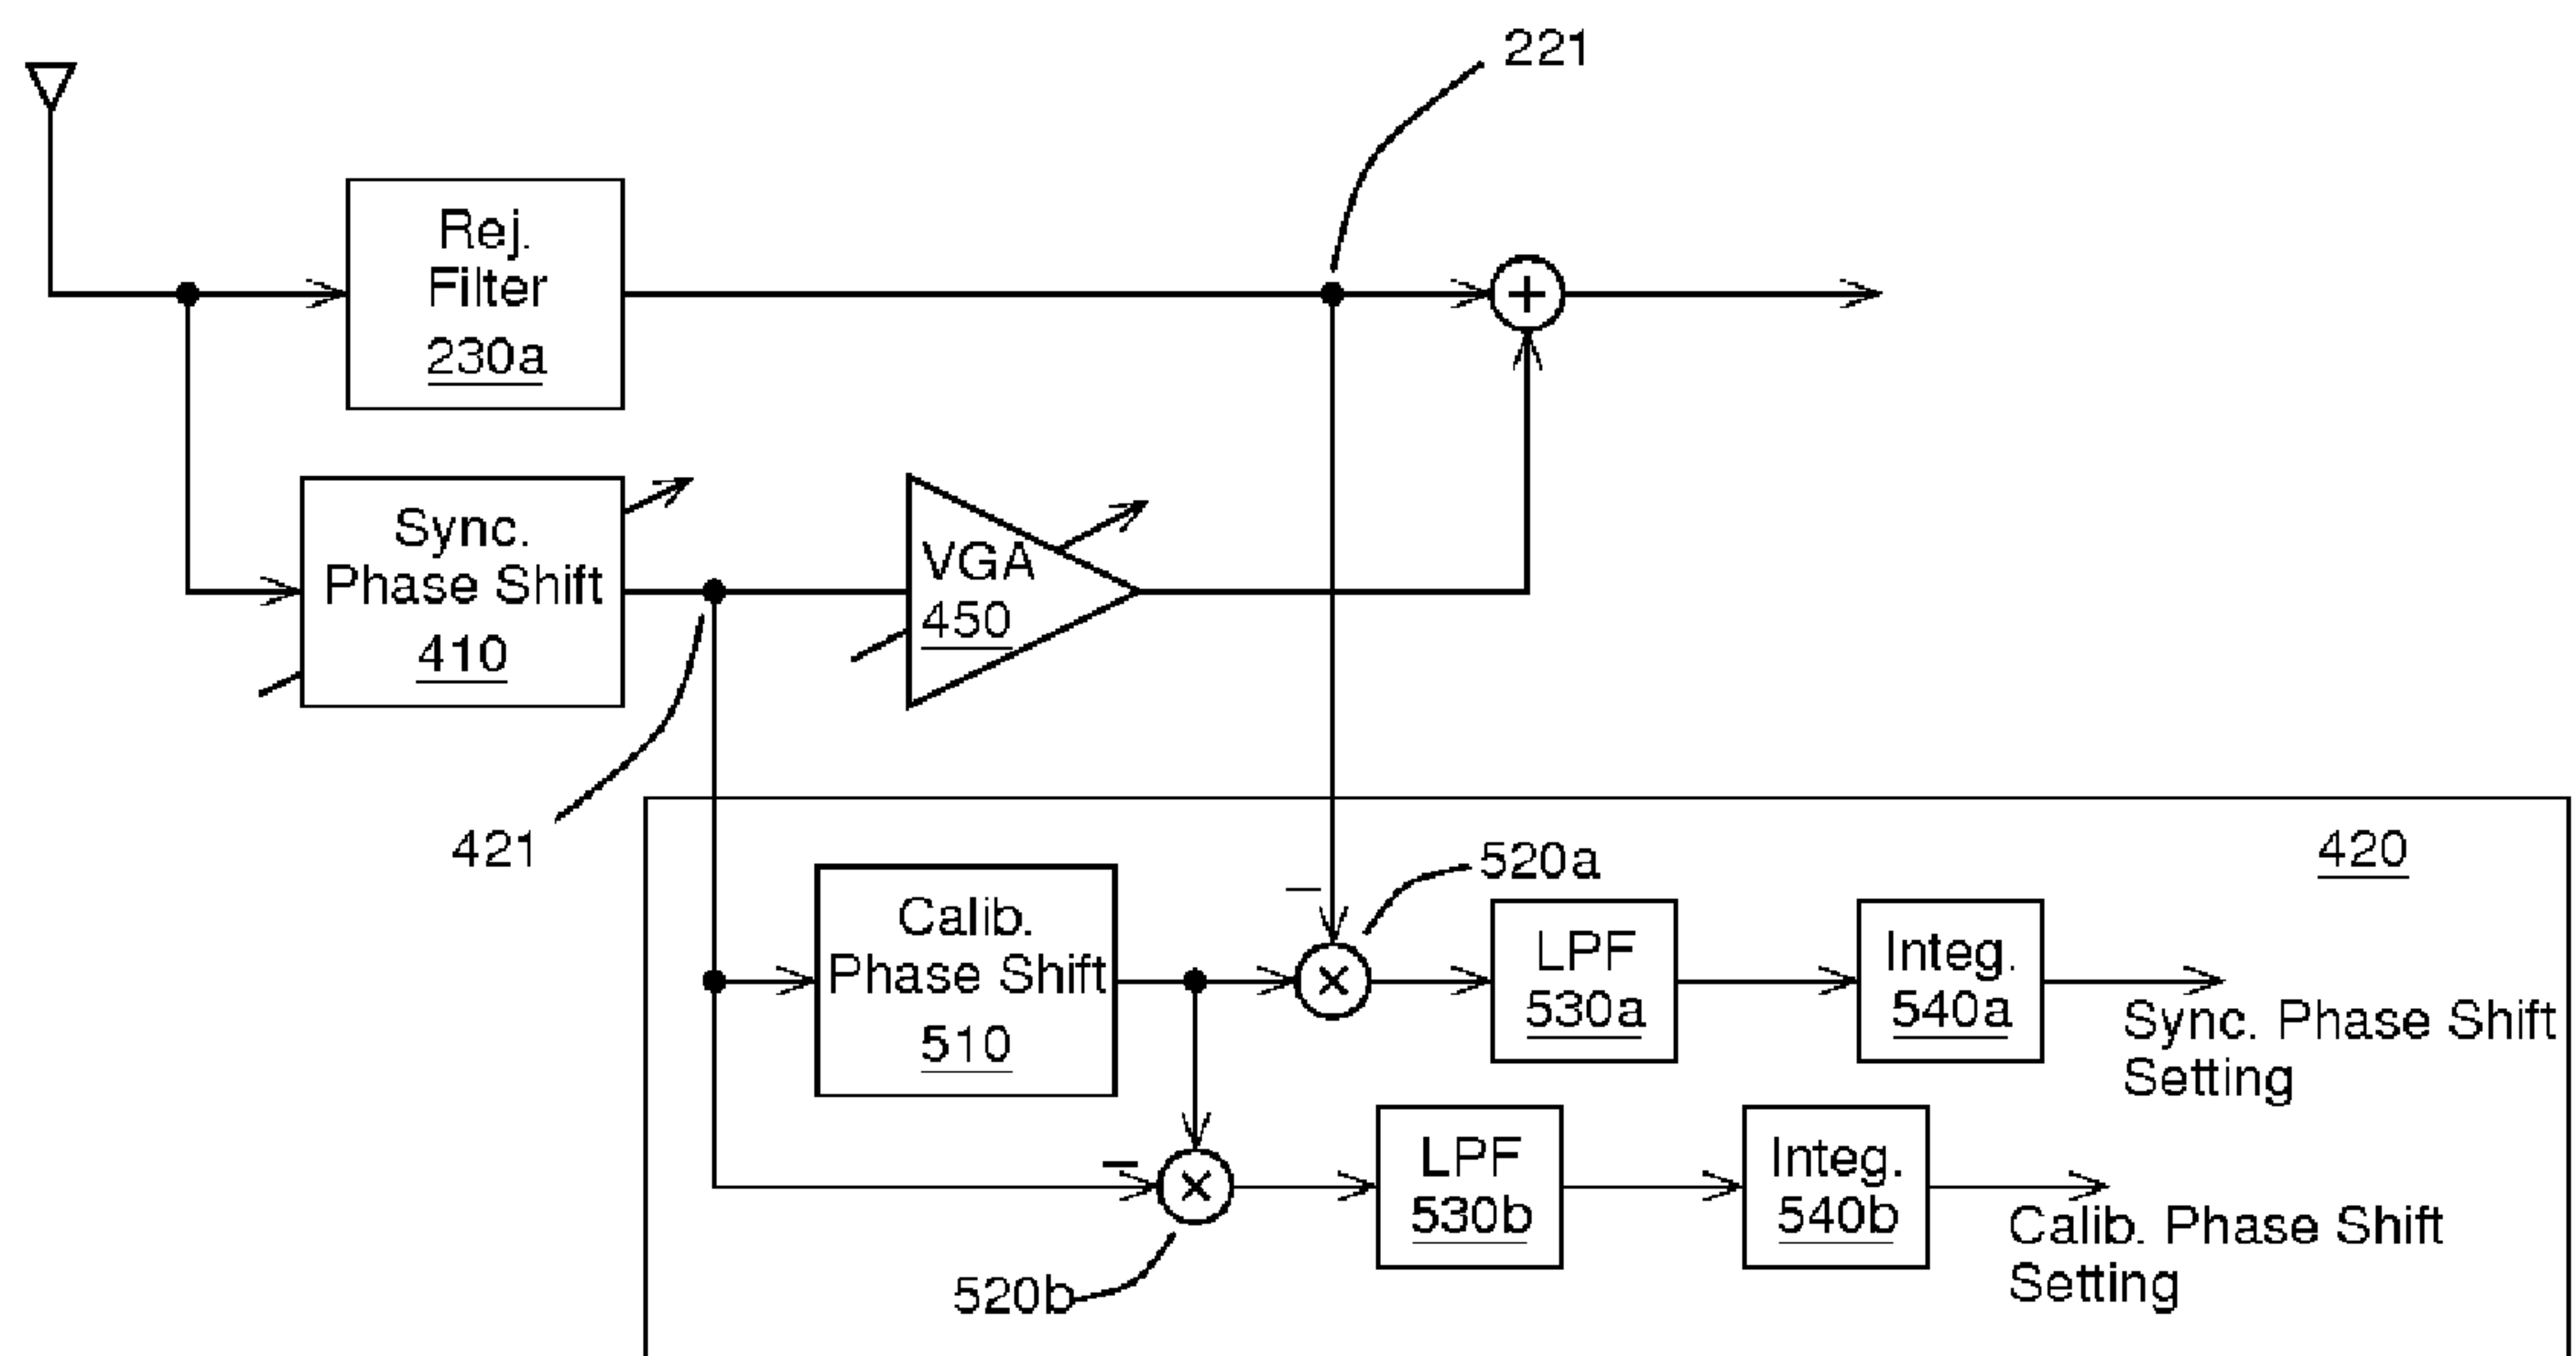 221
Rej.
Filter
230a
+
Sync.
Phase Shift
410
VGA
450
421
420
520a
–
Calib.
Phase Shift
510
×
LPF
530a
Integ.
540a
Sync. Phase Shift
Setting
–
×
LPF
530b
Integ.
540b
Calib. Phase Shift
Setting
520b